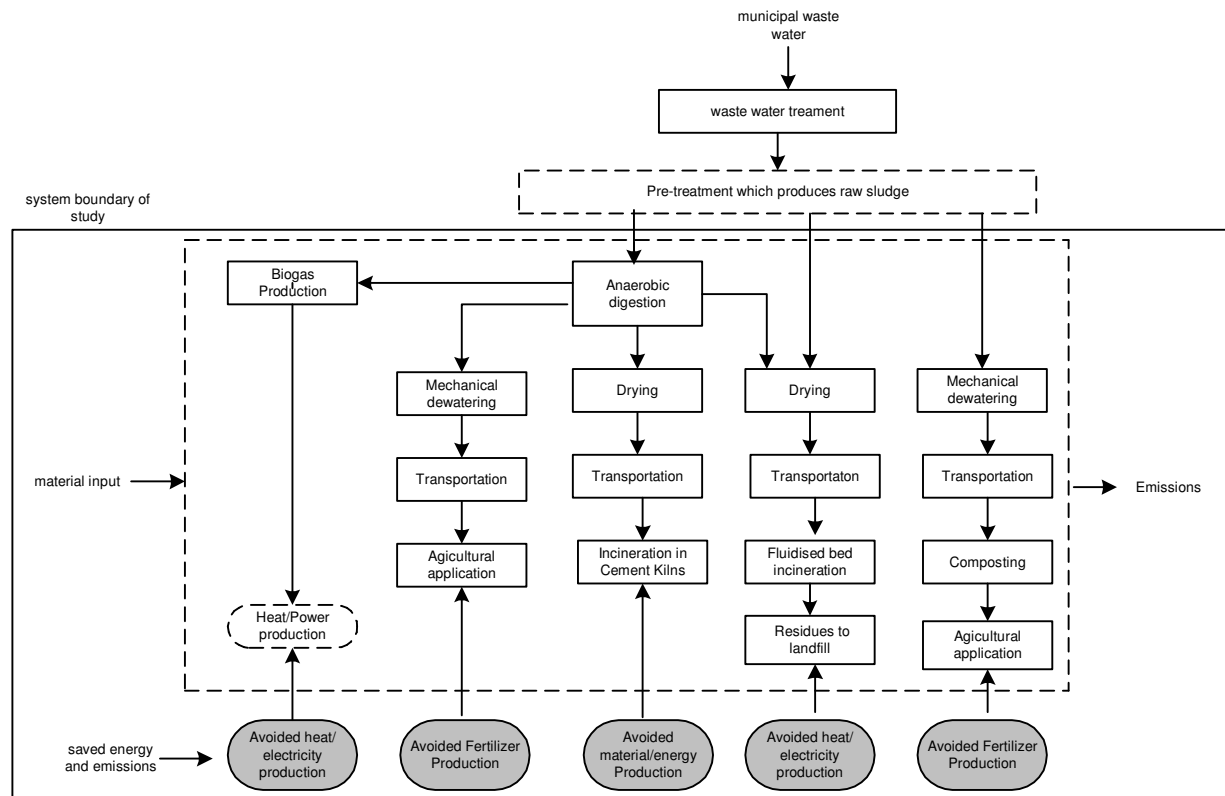 municipal waste
water
waste water treament
Pre-treatment which produces raw sludge
system boundary of
study
Biogas
Production
Anaerobic
digestion
Mechanical
dewatering
Drying
Drying
Mechanical
dewatering
material input
Transportation
Transportation
Transportaton
Transportation
Emissions
Agicultural
application
Incineration in
Cement Kilns
Fluidised bed
incineration
Composting
Heat/Power
production
Residues to
landfill
Agicultural
application
saved energy
and emissions
Avoided heat/
electricity
production
Avoided Fertilizer
Production
Avoided
material/energy
Production
Avoided heat/
electricity
production
Avoided Fertilizer
Production